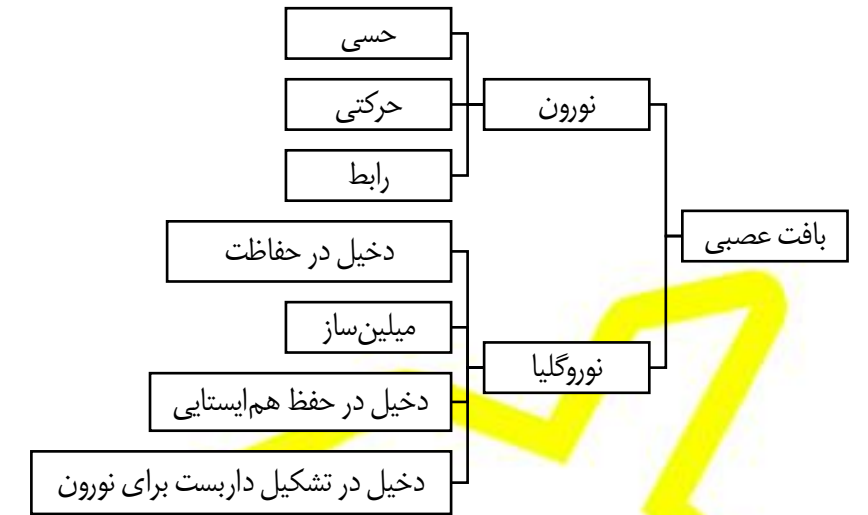 بافت عصبی
نورون
حسی
حرکتی
رابط
نوروگلیا
دخیل در حفاظت
میلین‌ساز
دخیل در حفظ هم‌ایستایی
دخیل در تشکیل داربست برای نورون